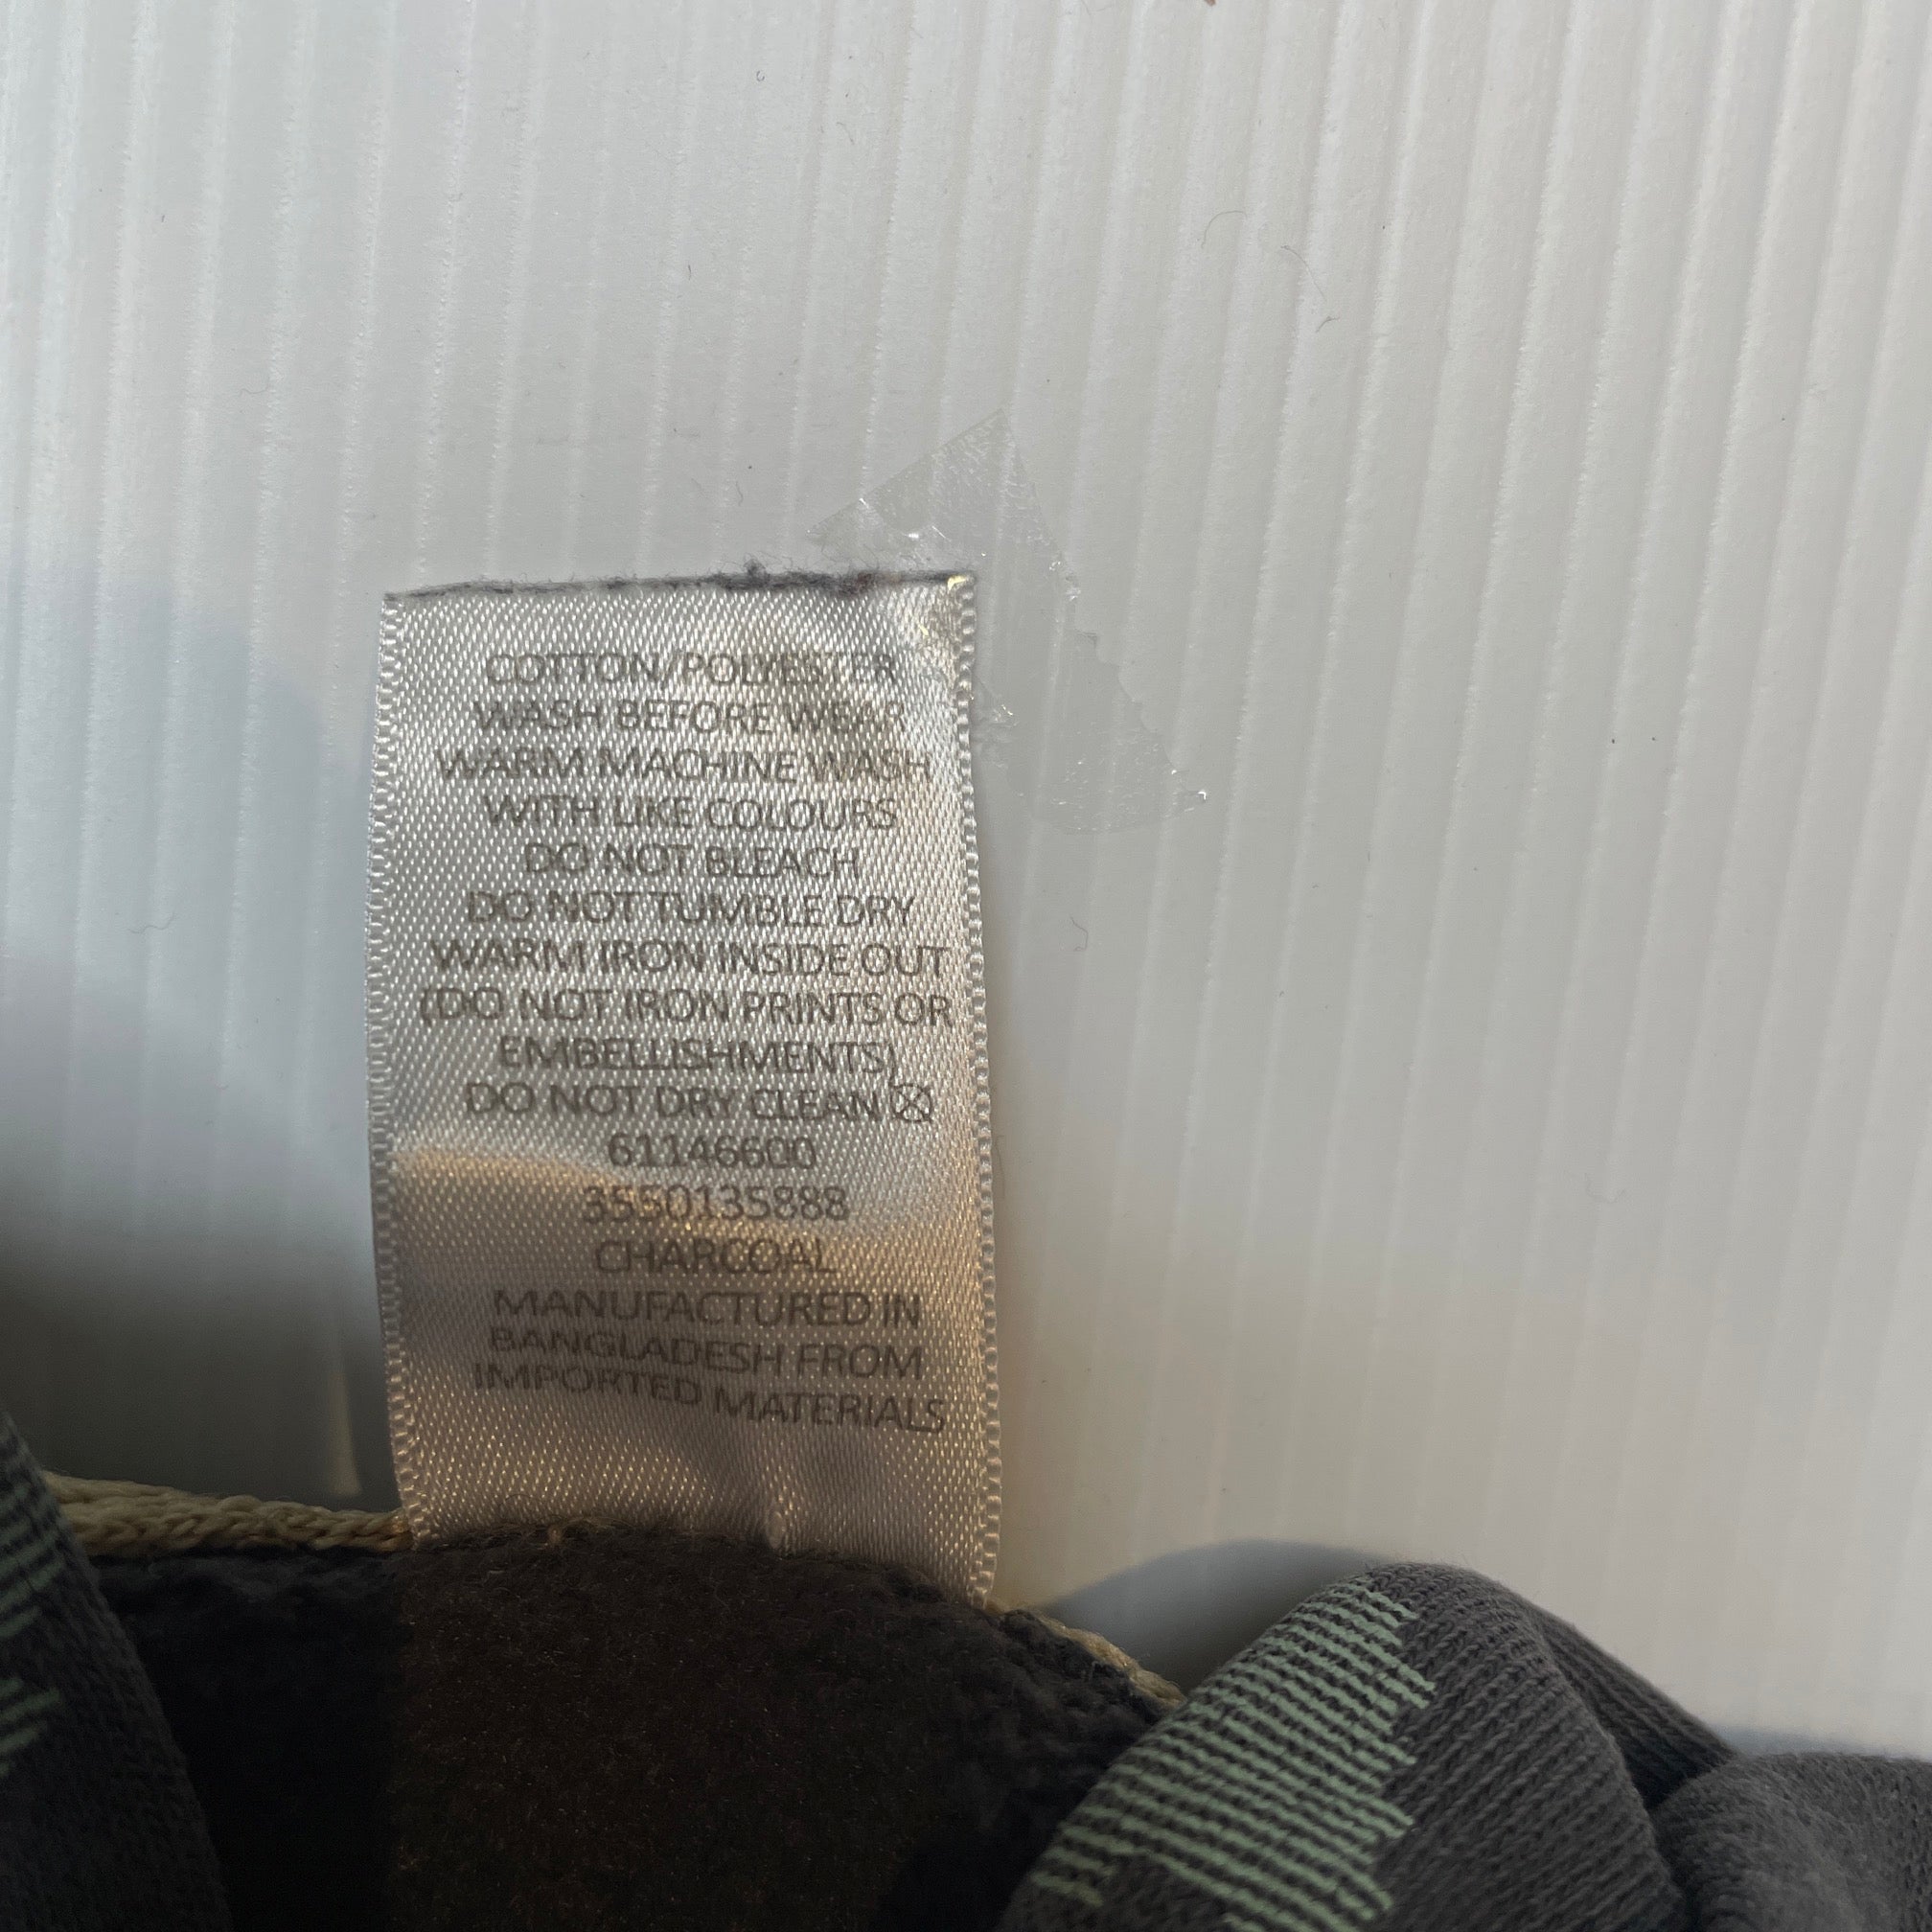 COTTON/POLYESTER
WASH BEFORE WEAR
WARM MACHINE WASH
WITH LIKE COLOURS
DO NOT BLEACH
DO NOT TUMBLE DRY
WARM IRON INSIDE OUT
(DO NOT IRON PRINTS OR
EMBELLISHMENTS)
DO NOT DRY CLEAN
61146600
3550135888
CHARCOAL
MANUFACTURED IN
BANGLADESH FROM
IMPORTED MATERIALS